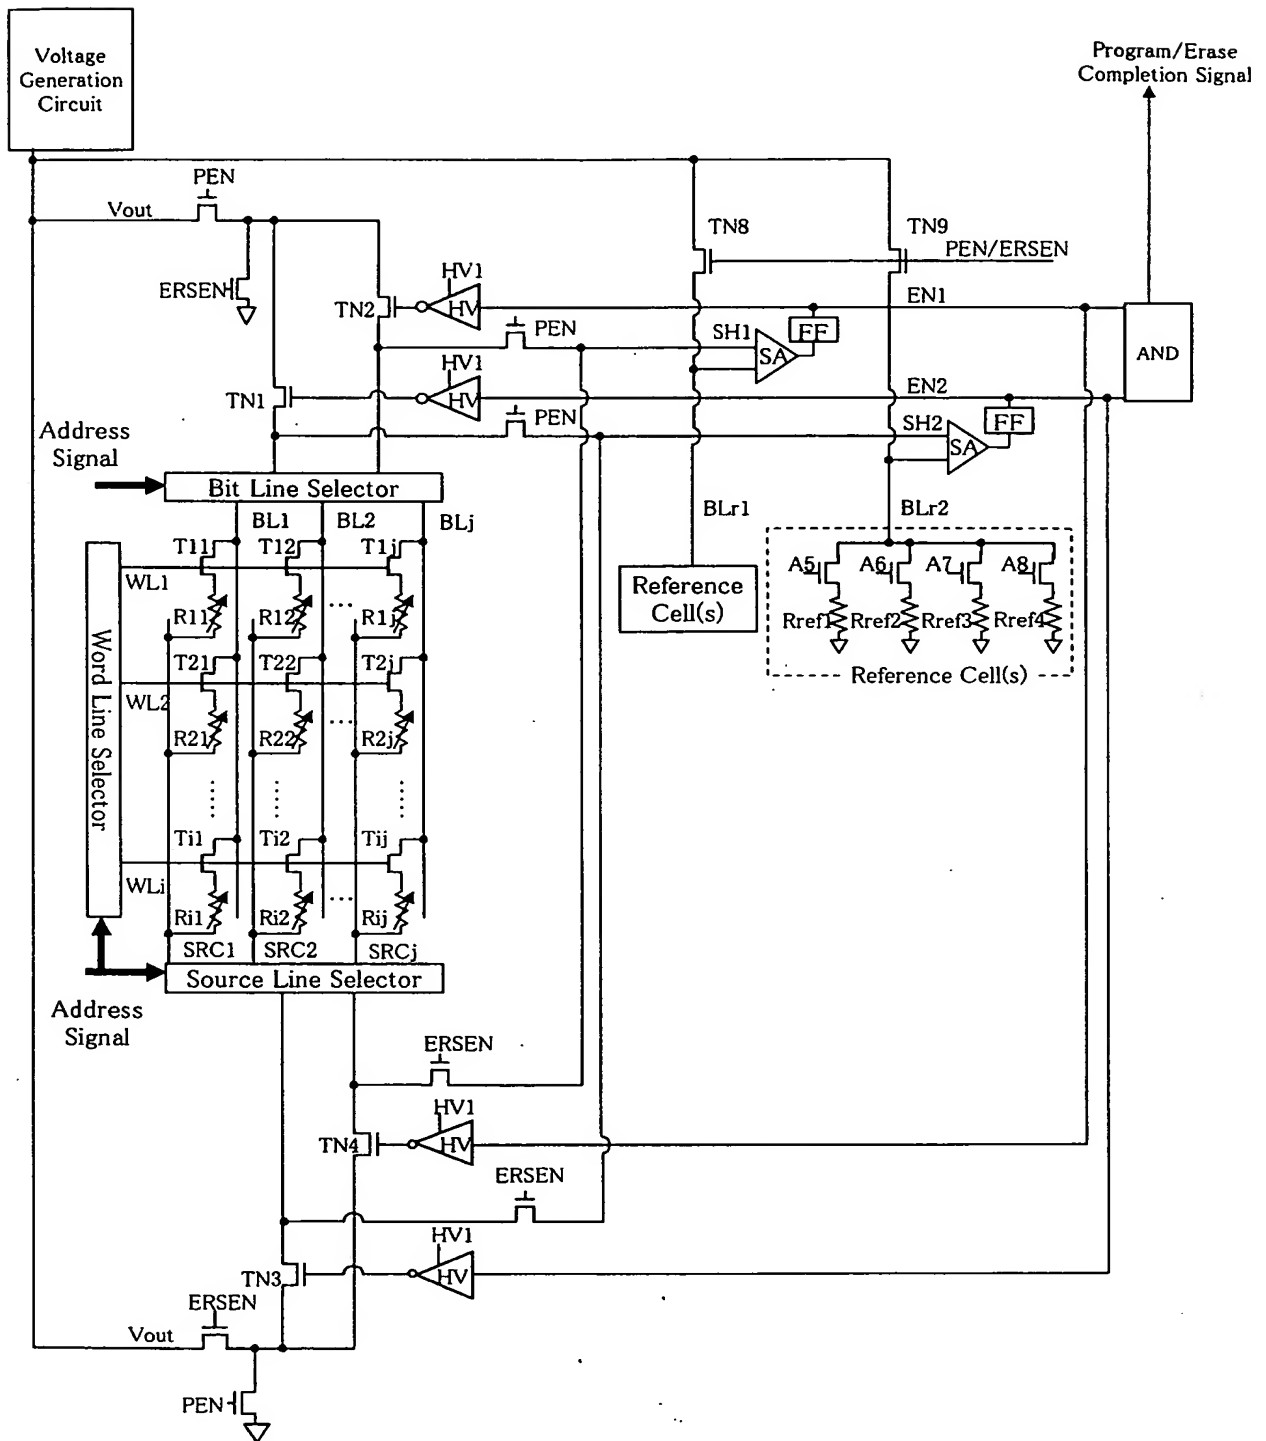 Voltage
Generation
Circuit
Program/Erase
Completion Signal
PEN
Vout
TN8
TN9
PEN/ERSEN
ERSEN
HV1
TN2
HV
EN1
PEN
SH1
FF
SA
AND
HV1
TN1
HV
EN2
PEN
SH2
FF
SA
Address
Signal
Bit Line Selector
BL1
BL2
BLj
BLr1
BLr2
T11
T12
T1j
WL1
R11
R12
...
R1j
Reference
Cell(s)
A5
A6
A7
A8
Rref1
Rref2
Rref3
Rref4
Reference Cell(s)
Word Line Selector
T21
T22
T2j
WL2
R21
R22
...
R2j
Ti1
Ti2
Tij
WLi
Ri1
Ri2
...
Rij
SRC1
SRC2
SRCj
Source Line Selector
Address
Signal
ERSEN
HV1
TN4
HV
ERSEN
HV1
TN3
HV
ERSEN
Vout
PEN